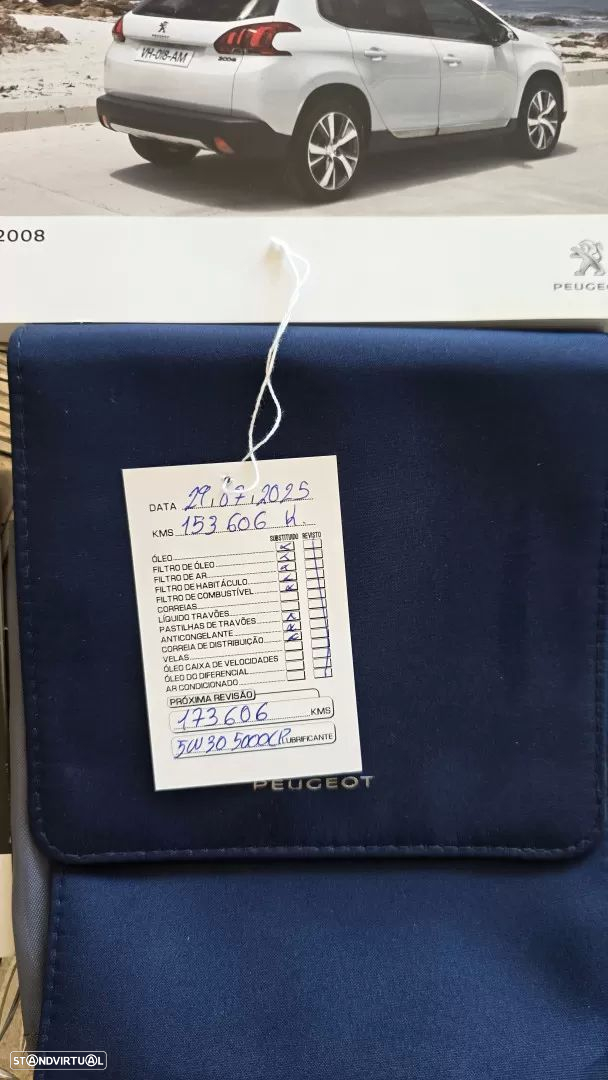 VH-018-AM
2008
2008
PEUGEOT
DATA 29,07,2025
KMS 153 606 K.
SUBSTITUIDO REVISTO
ÓLEO
FILTRO DE ÓLEO
FILTRO DE AR
FILTRO DE HABITÁCULO
FILTRO DE COMBUSTÍVEL
CORREIAS
LÍQUIDO TRAVÕES
PASTILHAS DE TRAVÕES
ANTICONGELANTE
CORREIA DE DISTRIBUIÇÃO
VELAS
ÓLEO CAIXA DE VELOCIDADES
ÓLEO DO DIFERENCIAL
AR CONDICIONADO
PRÓXIMA REVISÃO
173606 KMS
5W30 5000CP LUBRIFICANTE
PEUGEOT
STANDVIRTUAL